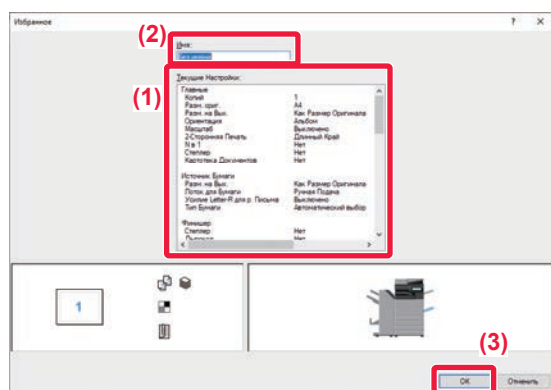 Избранное ? X
(2)
Имя:
(1)
Текущие Настройки:
Главные
Копий 1
Разм. ориг. A4
Разм. на Вых. Как Размер Оригинала
Ориентация Альбом
Масштаб Выключено
2-Сторонняя Печать Длинный Край
N в 1 Нет
Степлер Нет
Картотека Документов Нет
Источник Бумаги
Разм. на Вых. Как Размер Оригинала
Лоток для Бумаги Ручная Подача
Усилие Letter-R для р. Письма Выключено
Тип Бумаги Автоматический выбор
Финишер
Степлер Нет
1
(3)
OK Отменить